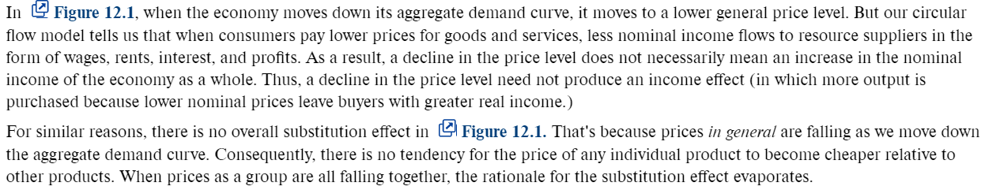 In Figure 12.1, when the economy moves down its aggregate demand curve, it moves to a lower general price level. But our circular
flow model tells us that when consumers pay lower prices for goods and services, less nominal income flows to resource suppliers in the
form of wages, rents, interest, and profits. As a result, a decline in the price level does not necessarily mean an increase in the nominal
income of the economy as a whole. Thus, a decline in the price level need not produce an income effect (in which more output is
purchased because lower nominal prices leave buyers with greater real income.)
For similar reasons, there is no overall substitution effect in Figure 12.1. That's because prices in general are falling as we move down
the aggregate demand curve. Consequently, there is no tendency for the price of any individual product to become cheaper relative to
other products. When prices as a group are all falling together, the rationale for the substitution effect evaporates.